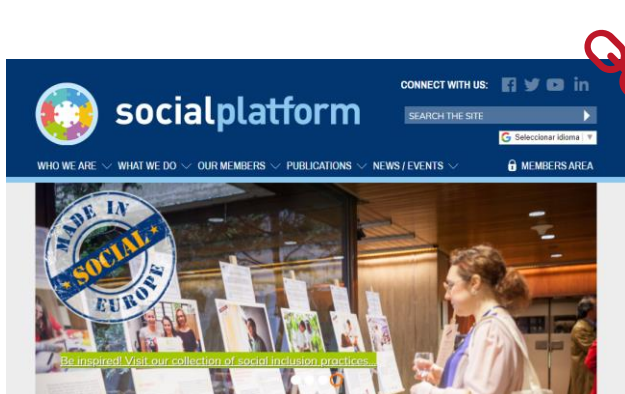 CONNECT WITH US:
socialplatform
SEARCH THE SITE
Seleccionar idioma
WHO WE ARE WHAT WE DO OUR MEMBERS PUBLICATIONS NEWS / EVENTS MEMBERS AREA
MADE IN
SOCIAL
EUROPE
Be inspired! Visit our collection of social inclusion practices...